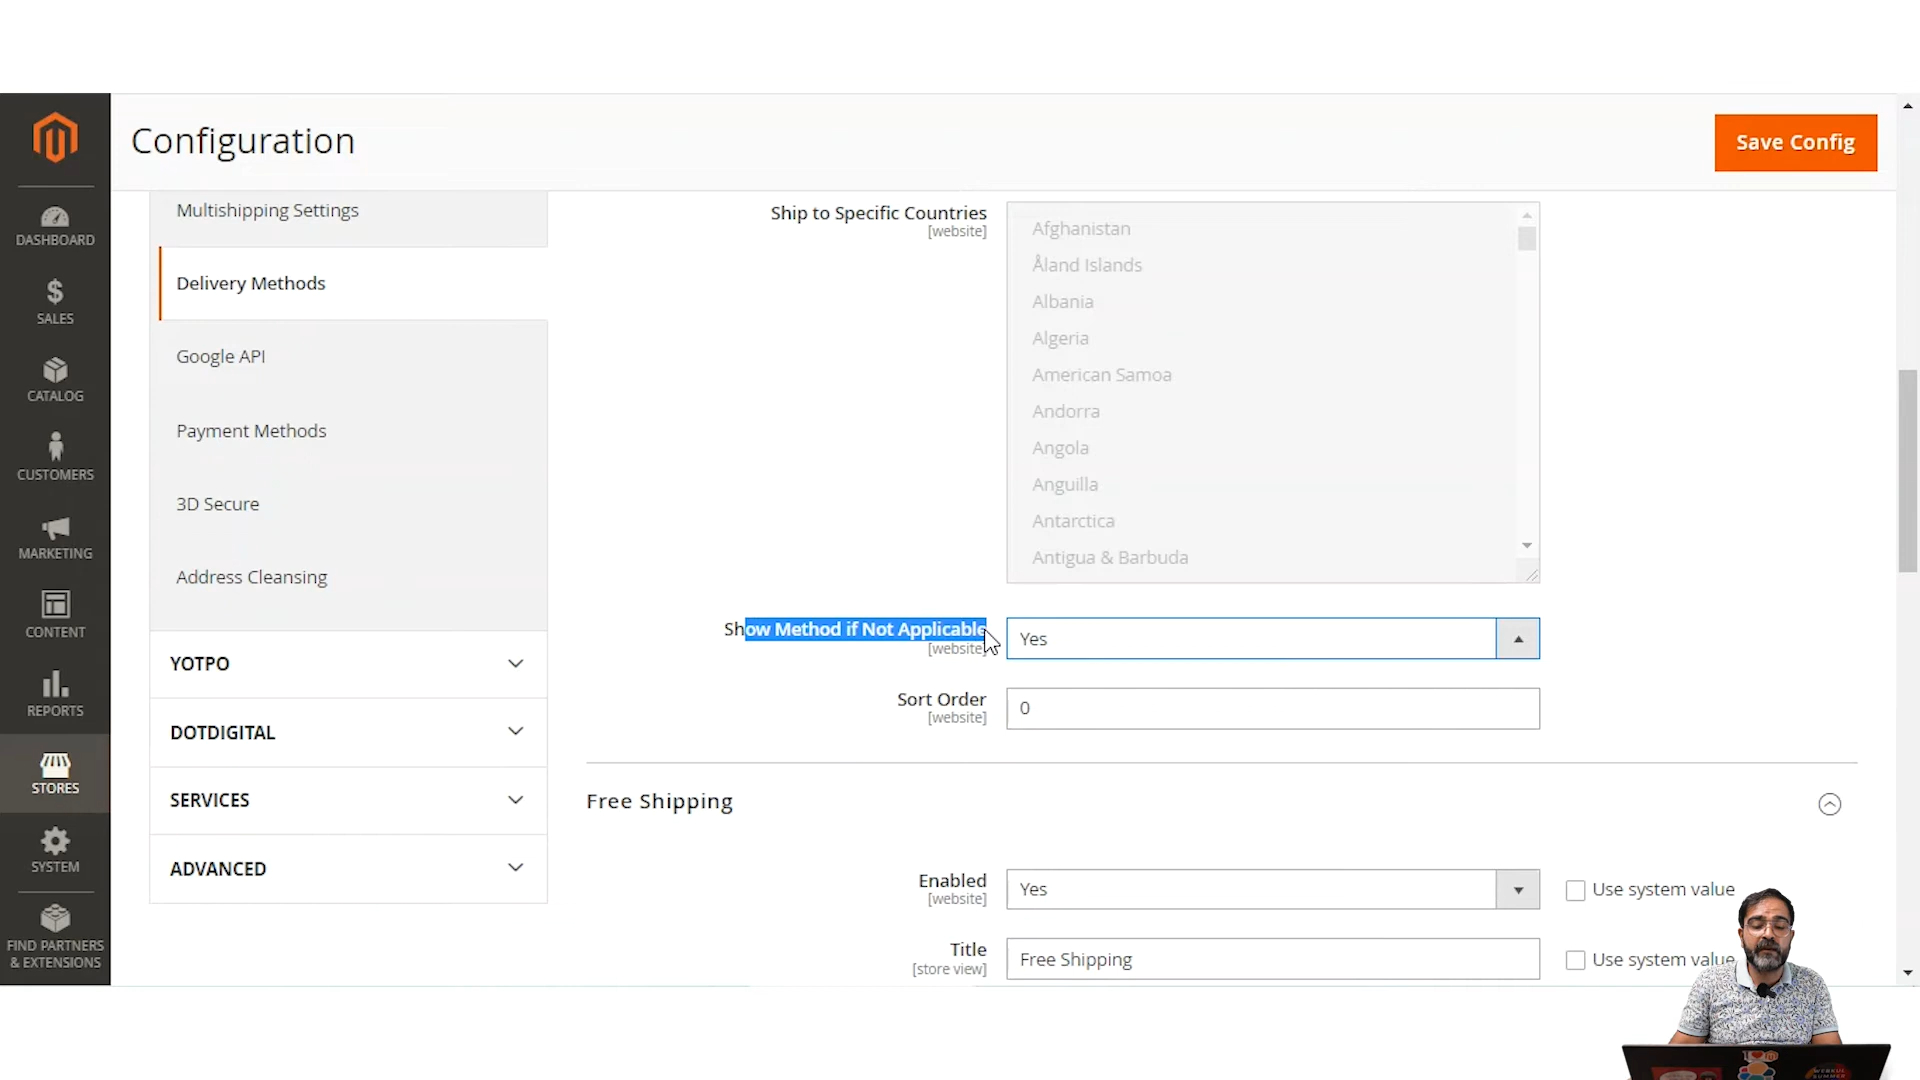 Configuration
Save Config
DASHBOARD
SALES
CATALOG
CUSTOMERS
MARKETING
CONTENT
REPORTS
STORES
SYSTEM
FIND PARTNERS
& EXTENSIONS
Multishipping Settings
Delivery Methods
Google API
Payment Methods
3D Secure
Address Cleansing
YOTPO
DOTDIGITAL
SERVICES
ADVANCED
Ship to Specific Countries
[website]
Afghanistan
Åland Islands
Albania
Algeria
American Samoa
Andorra
Angola
Anguilla
Antarctica
Antigua & Barbuda
Show Method if Not Applicable
[website]
Yes
Sort Order
[website]
0
Free Shipping
Enabled
[website]
Yes
Use system value
Title
[store view]
Free Shipping
Use system value